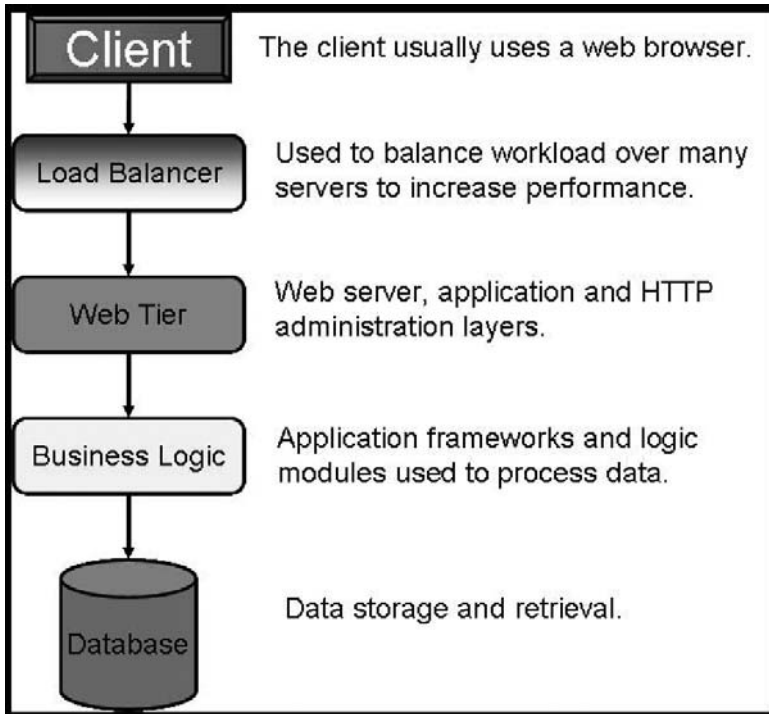 Client
The client usually uses a web browser.
Load Balancer
Used to balance workload over many
servers to increase performance.
Web Tier
Web server, application and HTTP
administration layers.
Business Logic
Application frameworks and logic
modules used to process data.
Database
Data storage and retrieval.